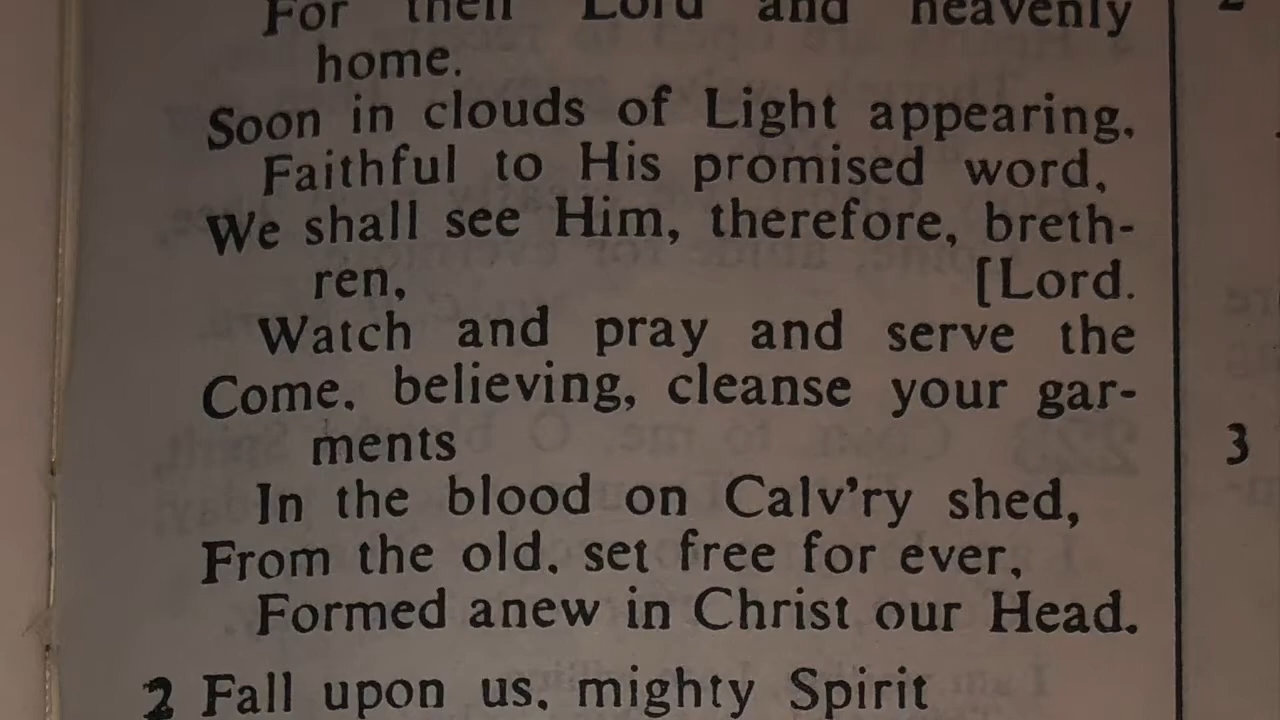 For their Lord and heavenly
home.
Soon in clouds of Light appearing,
Faithful to His promised word,
We shall see Him, therefore, breth-
ren, [Lord.
Watch and pray and serve the
Come, believing, cleanse your gar-
ments
In the blood on Calv'ry shed,
From the old, set free for ever,
Formed anew in Christ our Head.
2 Fall upon us, mighty Spirit
3